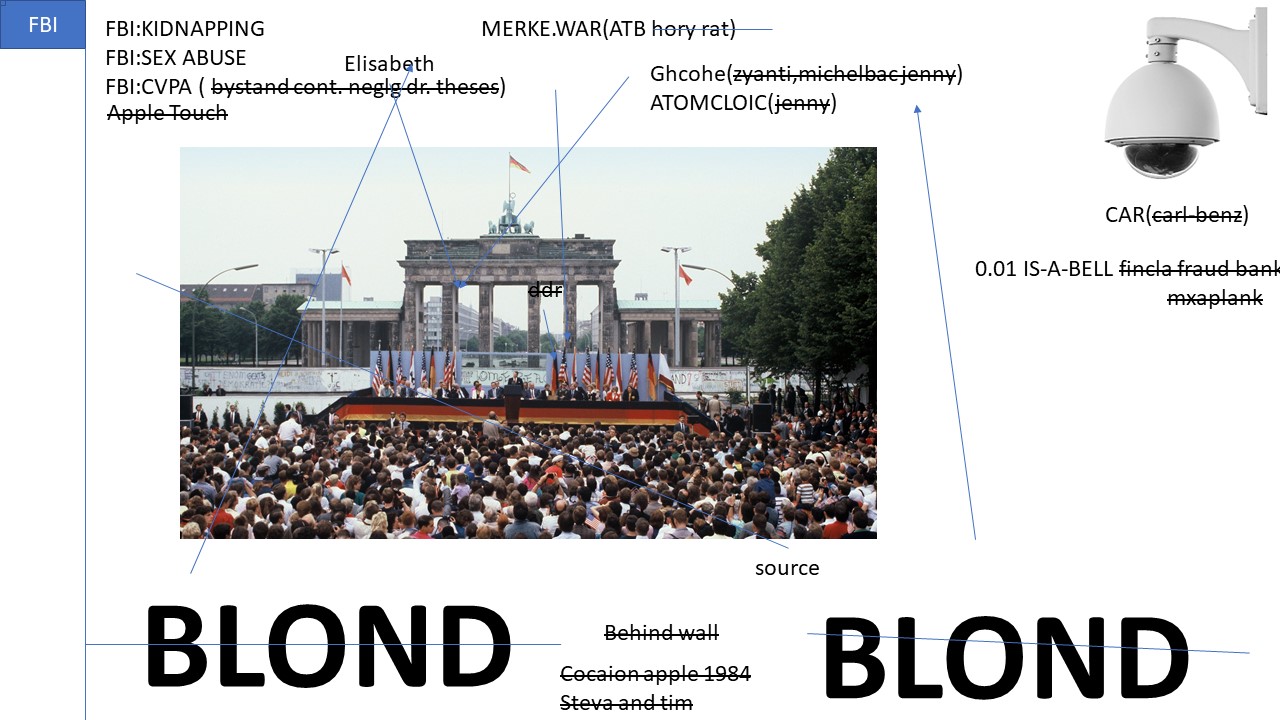 FBI
FBI:KIDNAPPING
FBI:SEX ABUSE
Elisabeth
FBI:CVPA ( bystand cont. neglg dr. theses)
Apple Touch
MERKE.WAR(ATB hory rat)
Ghcohe(zyanti,michelbac jenny)
ATOMCLOIC(jenny)
CAR(carl-benz)
0.01 IS-A-BELL fincla fraud bank
mxaplank
ddr
source
BLOND
Behind wall
Cocaion apple 1984
Steva and tim
BLOND